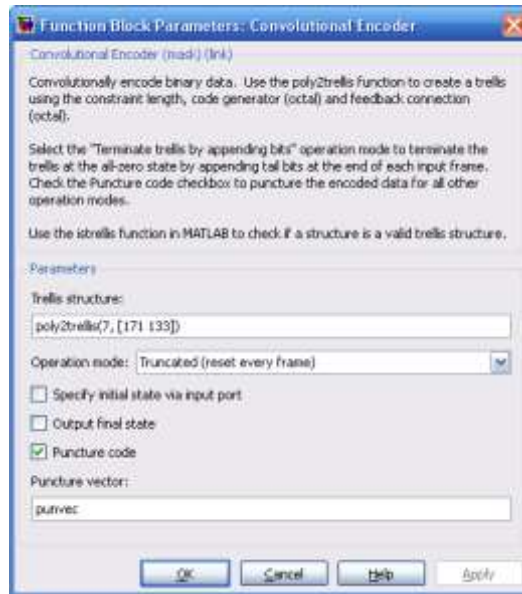 Function Block Parameters: Convolutional Encoder
Convolutional Encoder (mask) (link)
Convolutionally encode binary data. Use the poly2trellis function to create a trellis
using the constraint length, code generator (octal) and feedback connection
(octal).
Select the "Terminate trellis by appending bits" operation mode to terminate the
trellis at the all-zero state by appending tail bits at the end of each input frame.
Check the Puncture code checkbox to puncture the encoded data for all other
operation modes.
Use the istrellis function in MATLAB to check if a structure is a valid trellis structure.
Parameters
Trellis structure:
poly2trellis(7, [171 133])
Operation mode: Truncated (reset every frame)
Specify initial state via input port
Output final state
Puncture code
Puncture vector:
punvec
OK Cancel Help Apply